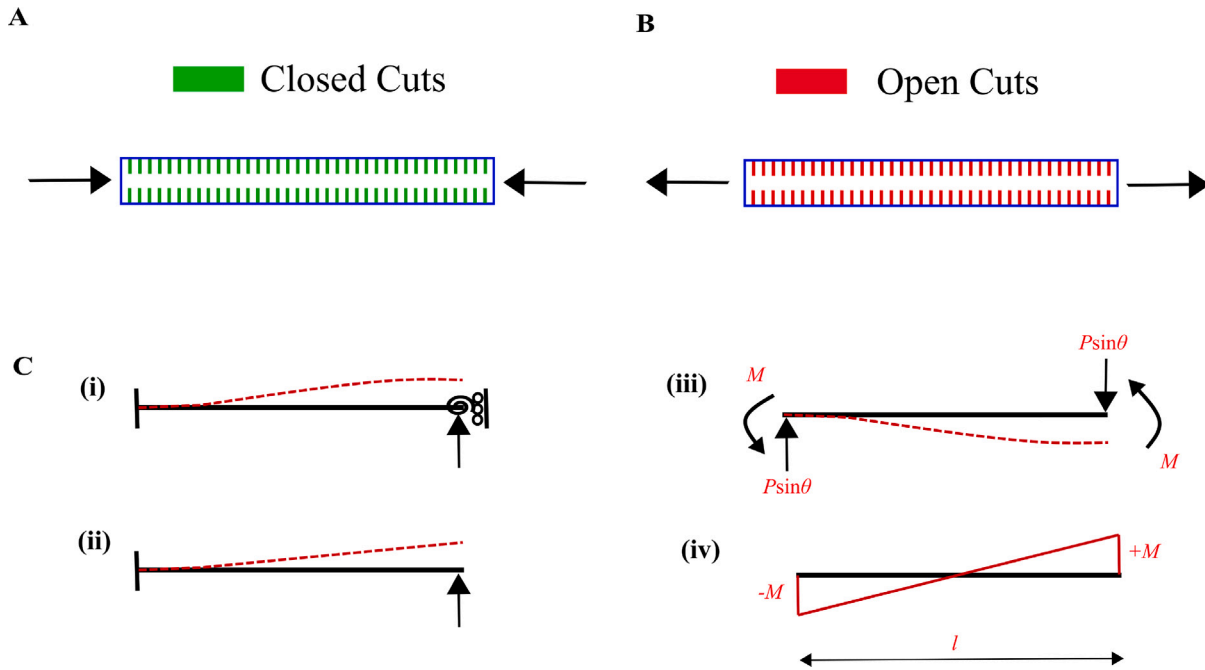 A
B
Closed Cuts
Open Cuts
C
(i)
(ii)
(iii)
M
Psinθ
Psinθ
M
(iv)
-M
+M
l